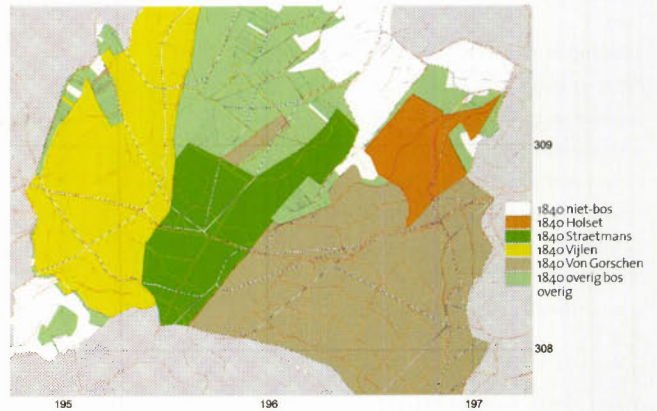 309
1840 niet-bos
1840 Holset
1840 Straetmans
1840 Vijlen
1840 Von Gorschen
1840 overig bos
overig
308
195 196 197